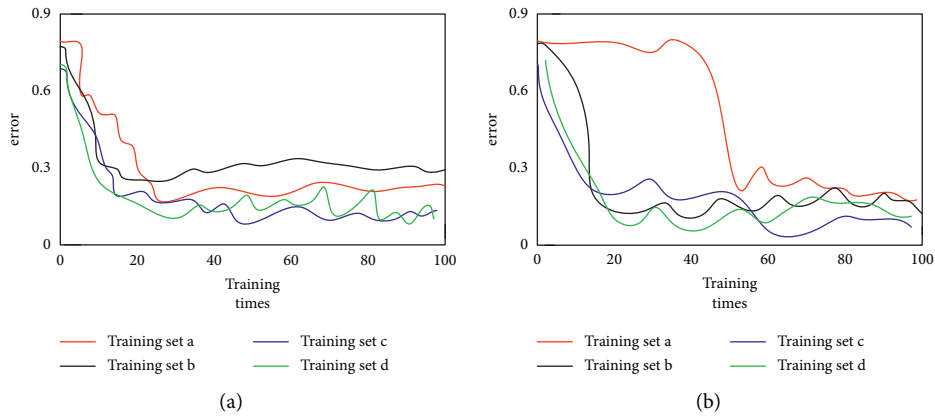 0.9
0.6
0.3
0
error
0 20 40 60 80 100
Training
times
Training set a
Training set b
Training set c
Training set d
(a)
0.9
0.6
0.3
0
error
0 20 40 60 80 100
Training
times
Training set a
Training set b
Training set c
Training set d
(b)